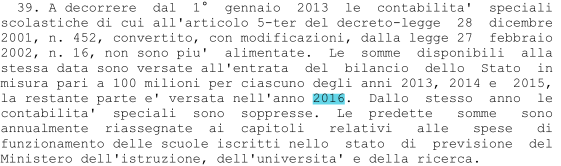 39. A decorrere dal 1° gennaio 2013 le contabilita' speciali
scolastiche di cui all'articolo 5-ter del decreto-legge 28 dicembre
2001, n. 452, convertito, con modificazioni, dalla legge 27 febbraio
2002, n. 16, non sono piu' alimentate. Le somme disponibili alla
stessa data sono versate all'entrata del bilancio dello Stato in
misura pari a 100 milioni per ciascuno degli anni 2013, 2014 e 2015,
la restante parte e' versata nell'anno 2016. Dallo stesso anno le
contabilita' speciali sono soppresse. Le predette somme sono
annualmente riassegnate ai capitoli relativi alle spese di
funzionamento delle scuole iscritti nello stato di previsione del
Ministero dell'istruzione, dell'universita' e della ricerca.